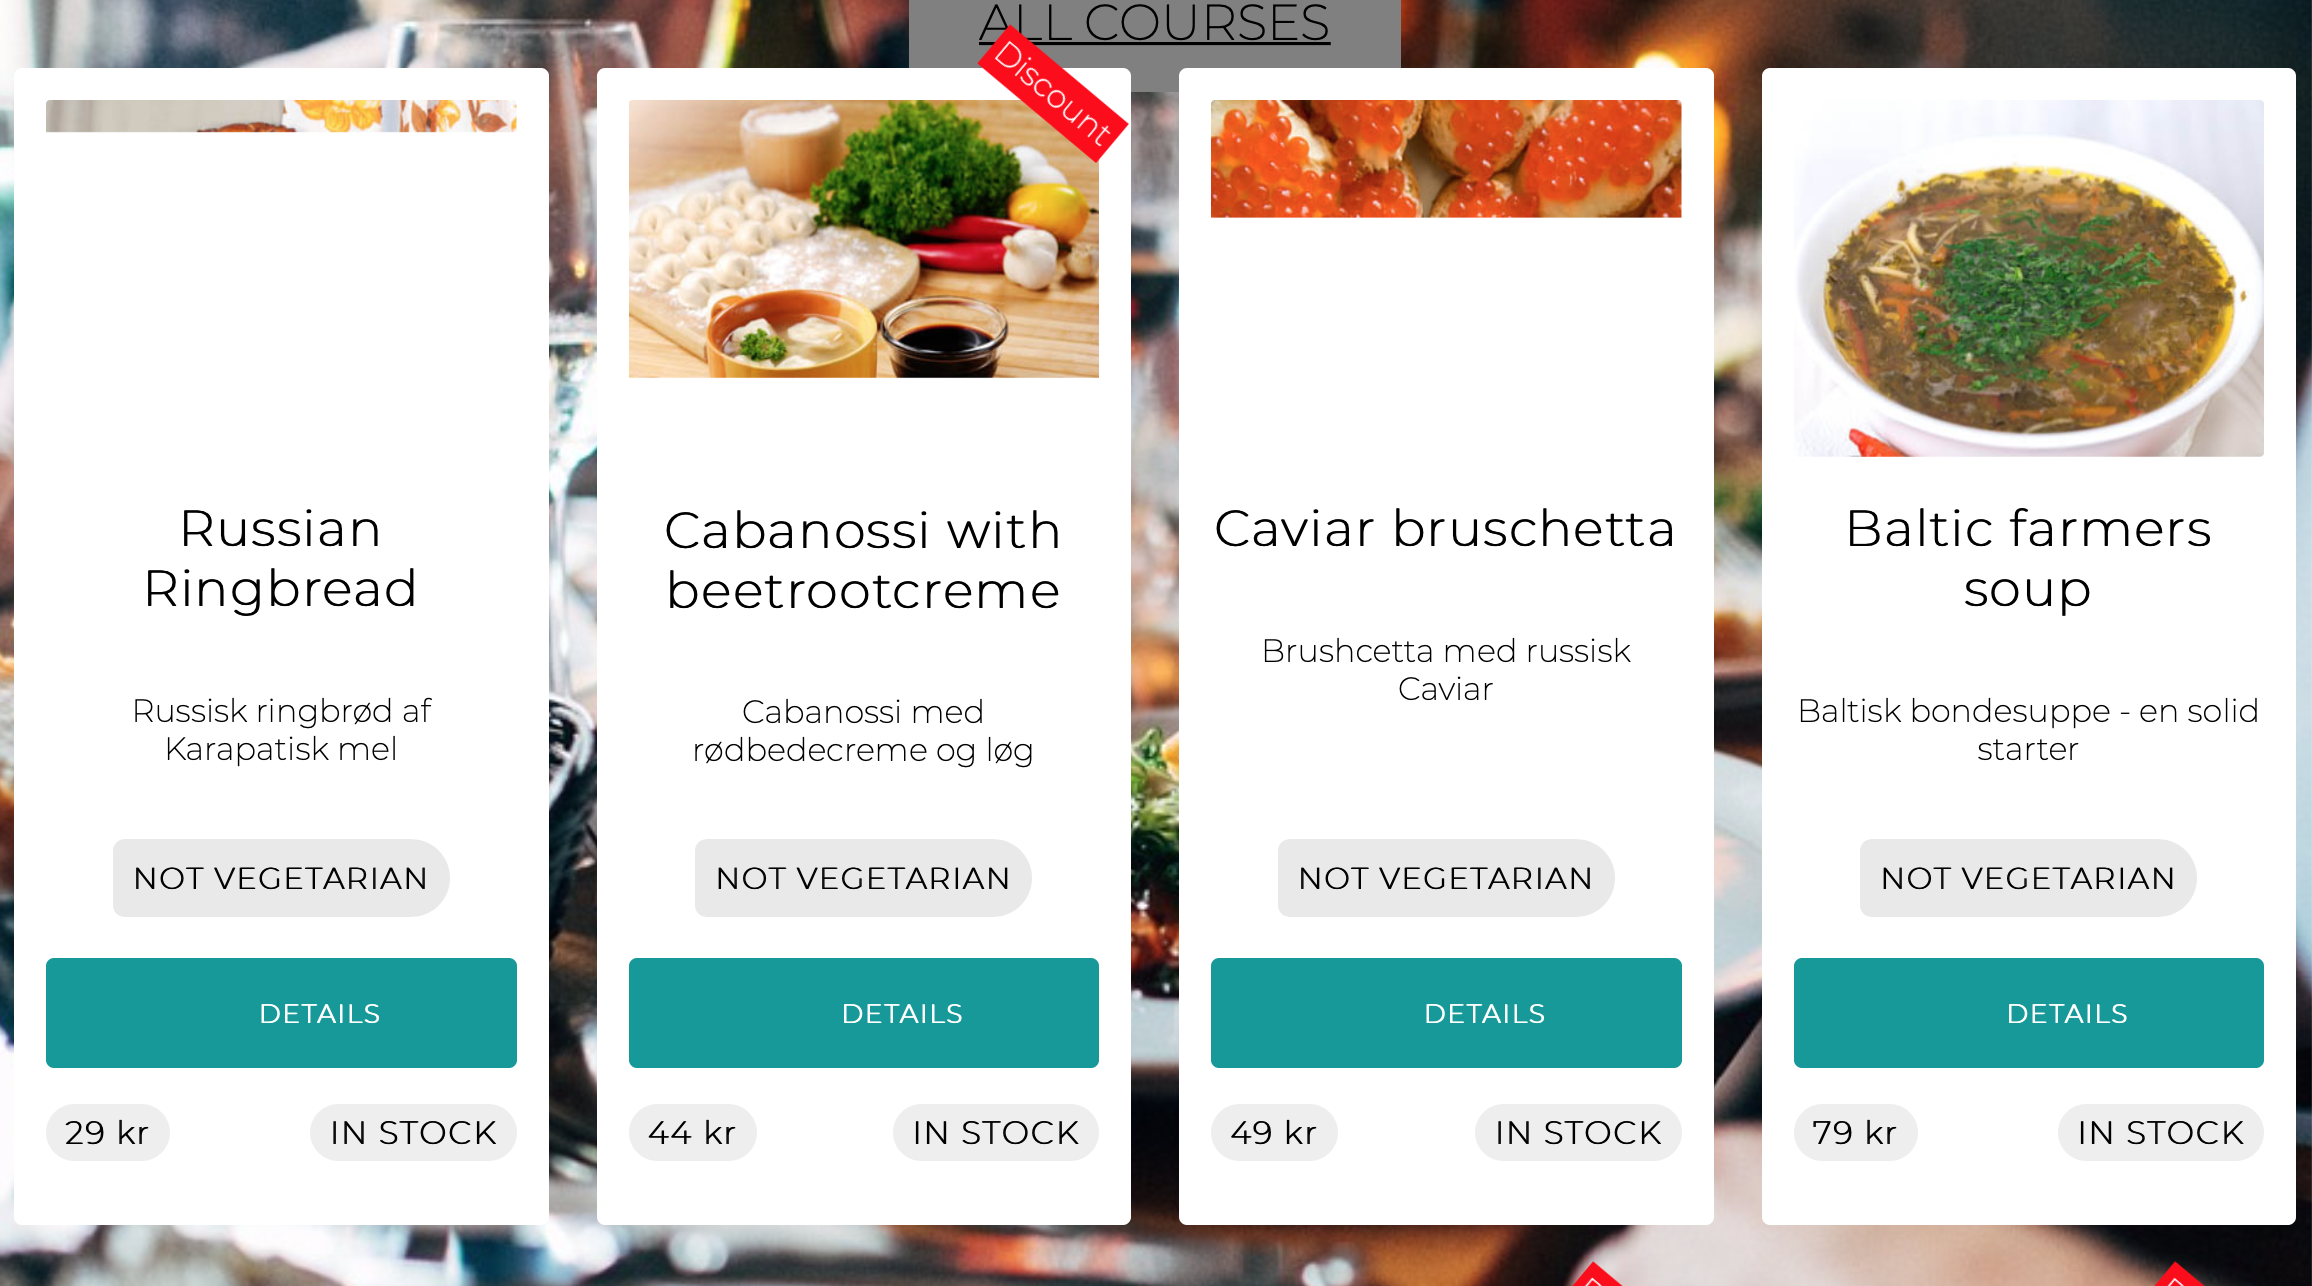 ALL COURSES
Russian
Ringbread
Russisk ringbrød af
Karapatisk mel
NOT VEGETARIAN
DETAILS
29 kr
IN STOCK
Discount
Cabanossi with
beetrootcreme
Cabanossi med
rødbedecreme og løg
NOT VEGETARIAN
DETAILS
44 kr
IN STOCK
Caviar bruschetta
Brushcetta med russisk
Caviar
NOT VEGETARIAN
DETAILS
49 kr
IN STOCK
Baltic farmers
soup
Baltisk bondesuppe - en solid
starter
NOT VEGETARIAN
DETAILS
79 kr
IN STOCK